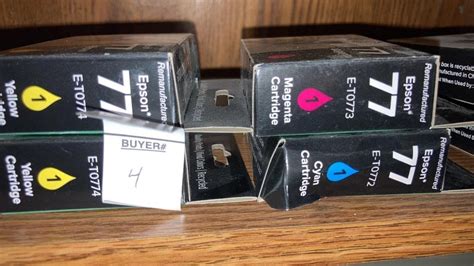 Yellow
Cartridge
1
77
Epson®
Remanufactured
E-T0774
Magenta
Cartridge
1
77
Epson®
Remanufactured
E-T0773
Yellow
Cartridge
1
E-T0774
BUYER#
4
Cyan
Cartridge
1
77
Epson®
Remanufactured
E-T0772